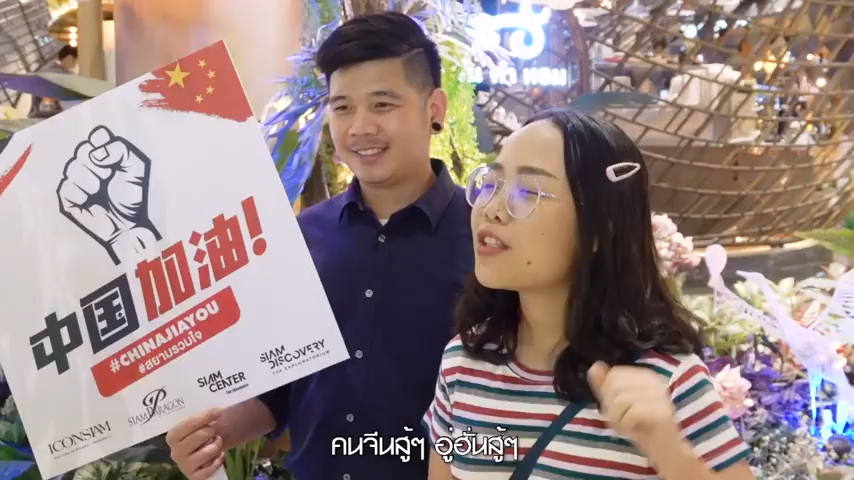 中国加油!
#CHINAJIAYOU
#สยามรวมใจ
ICONSIAM
SIAM PARAGON
SIAM CENTER
SIAM DISCOVERY
THE EXPLORATORIUM
คนจีนสู้ๆ อู่ฮั่นสู้ๆ